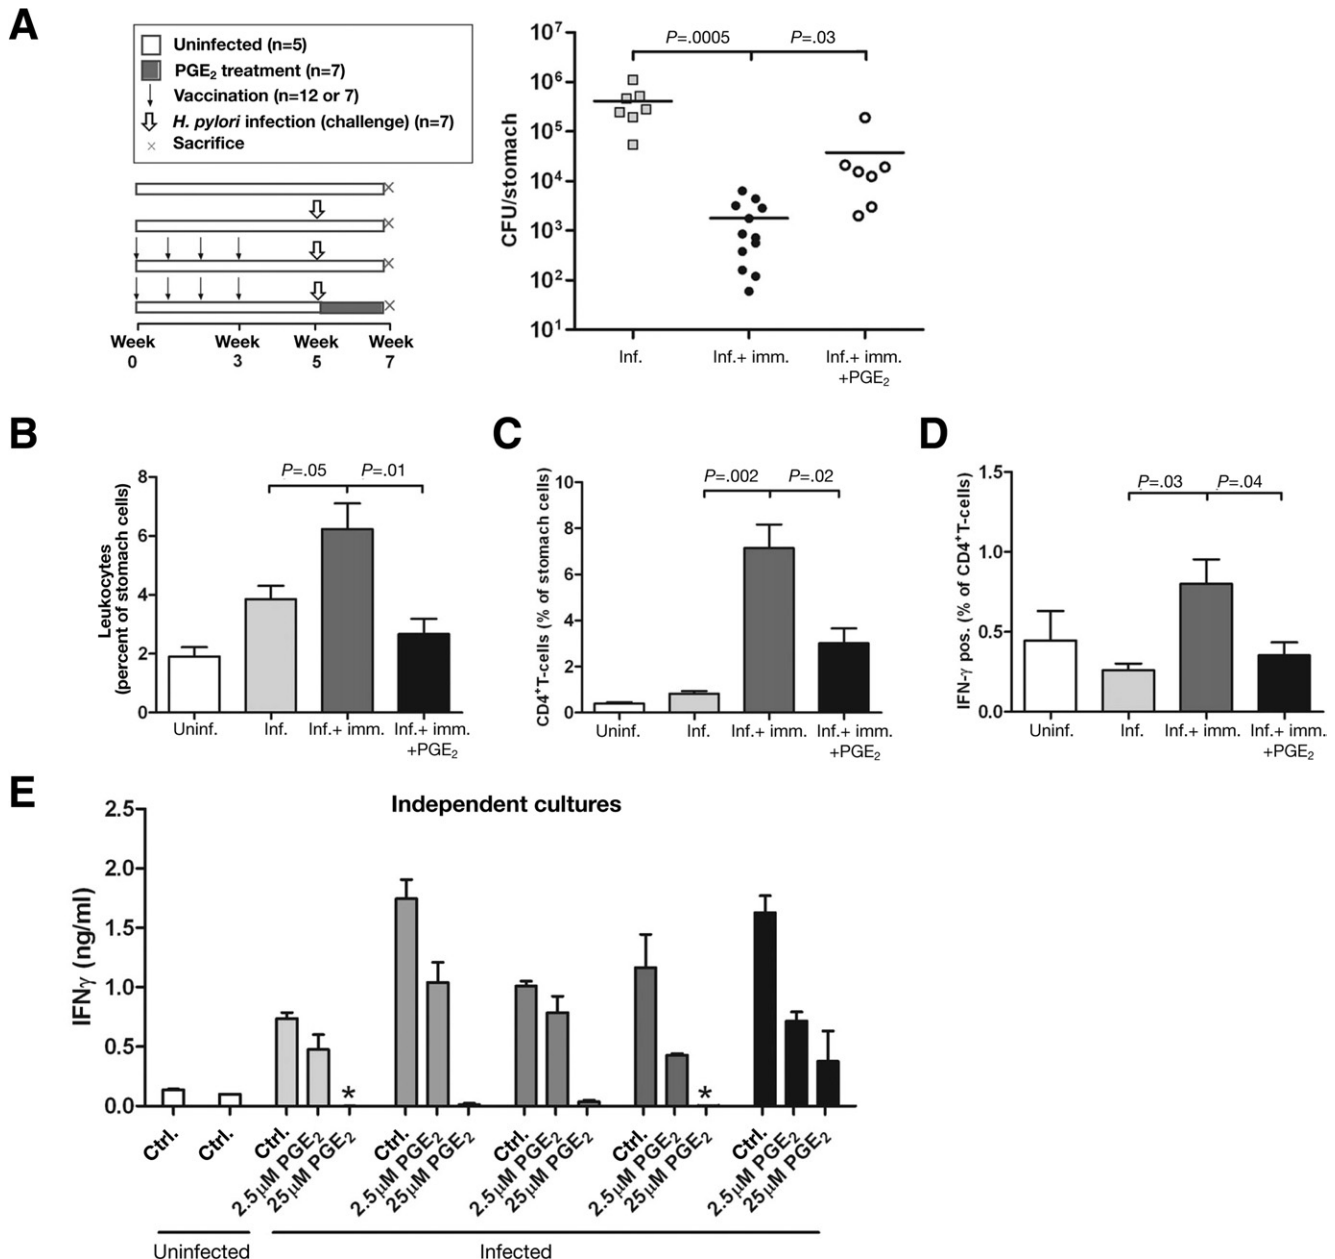 A
Uninfected (n=5)
PGE2 treatment (n=7)
Vaccination (n=12 or 7)
H. pylori infection (challenge) (n=7)
Sacrifice
Week Week Week Week
0 3 5 7
CFU/stomach
10^7
10^6
10^5
10^4
10^3
10^2
10^1
P=.0005 P=.03
Inf. Inf.+ imm. Inf.+ imm.
+PGE2
B
Leukocytes
(percent of stomach cells)
8
6
4
2
0
P=.05 P=.01
Uninf. Inf. Inf.+ imm. Inf.+ imm.
+PGE2
C
CD4+T-cells (% of stomach cells)
10
8
6
4
2
0
P=.002 P=.02
Uninf. Inf. Inf.+ imm. Inf.+ imm.
+PGE2
D
IFN-γ pos. (% of CD4+T-cells)
1.5
1.0
0.5
0.0
P=.03 P=.04
Uninf. Inf. Inf.+ imm. Inf.+ imm.
+PGE2
E
Independent cultures
IFNγ (ng/ml)
2.5
2.0
1.5
1.0
0.5
0.0
* *
Ctrl.
Ctrl.
Ctrl.
2.5μM PGE2
25μM PGE2
Ctrl.
2.5μM PGE2
25μM PGE2
Ctrl.
2.5μM PGE2
25μM PGE2
Ctrl.
2.5μM PGE2
25μM PGE2
Ctrl.
2.5μM PGE2
25μM PGE2
Uninfected Infected